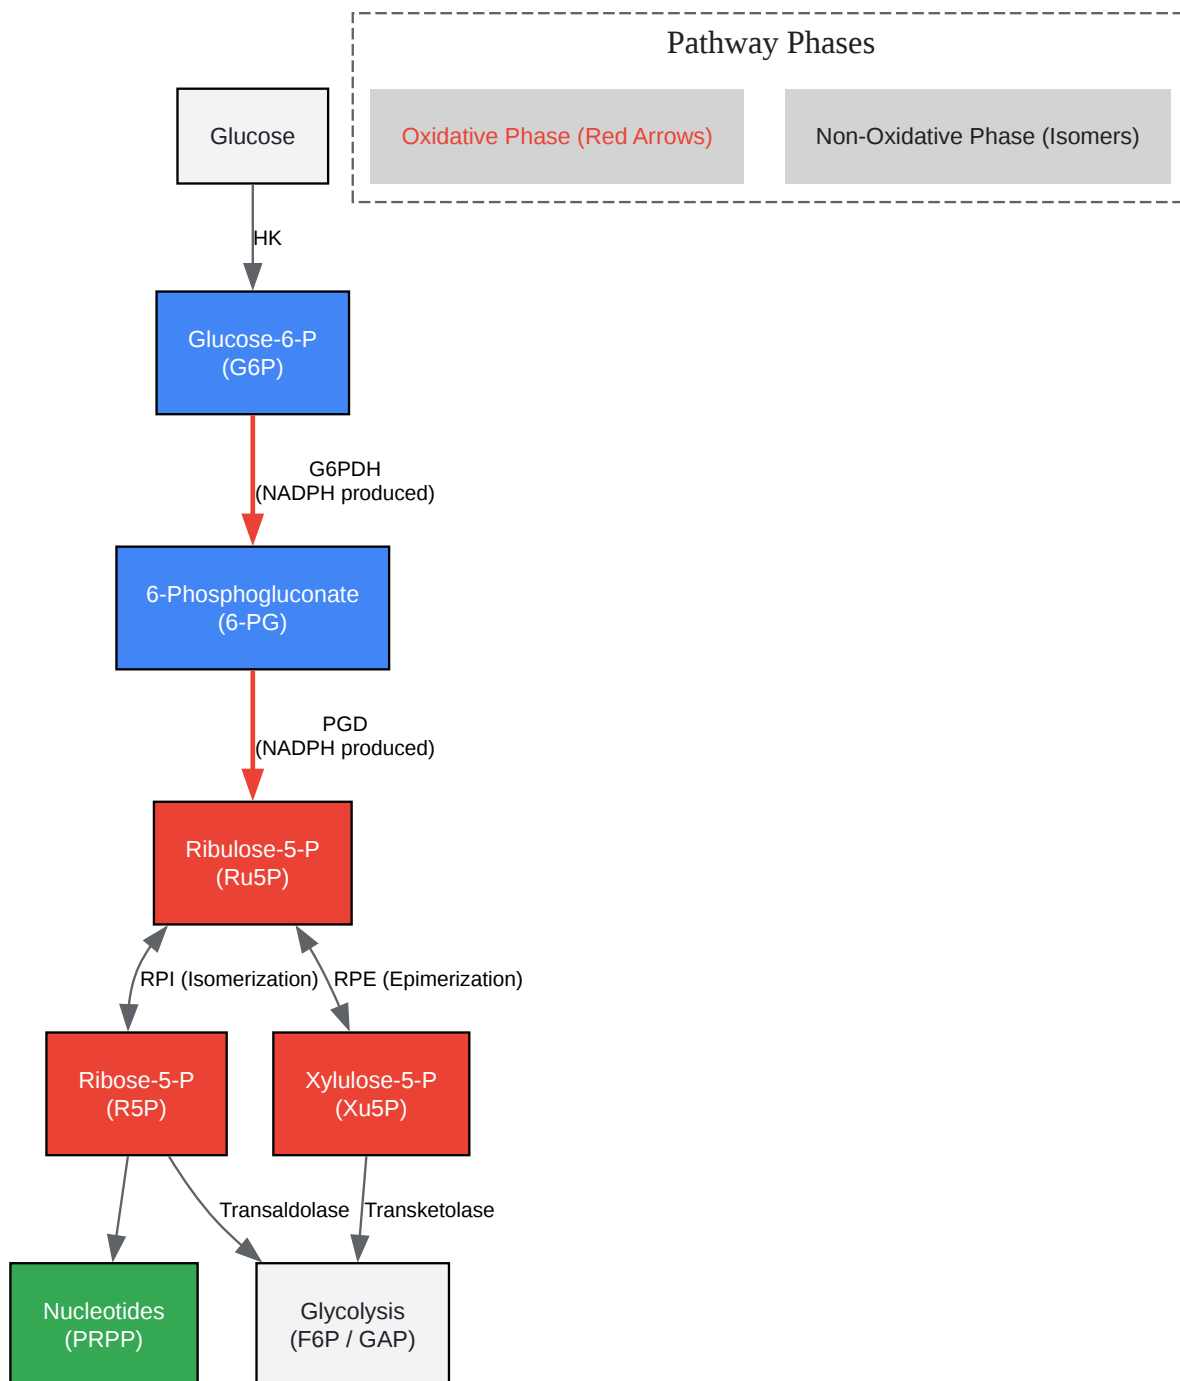 Pathway Phases
Glucose
Oxidative Phase (Red Arrows)
Non-Oxidative Phase (Isomers)
HK
Glucose-6-P
(G6P)
G6PDH
(NADPH produced)
6-Phosphogluconate
(6-PG)
PGD
(NADPH produced)
Ribulose-5-P
(Ru5P)
RPI (Isomerization)
RPE (Epimerization)
Ribose-5-P
(R5P)
Xylulose-5-P
(Xu5P)
Transaldolase
Transketolase
Nucleotides
(PRPP)
Glycolysis
(F6P / GAP)